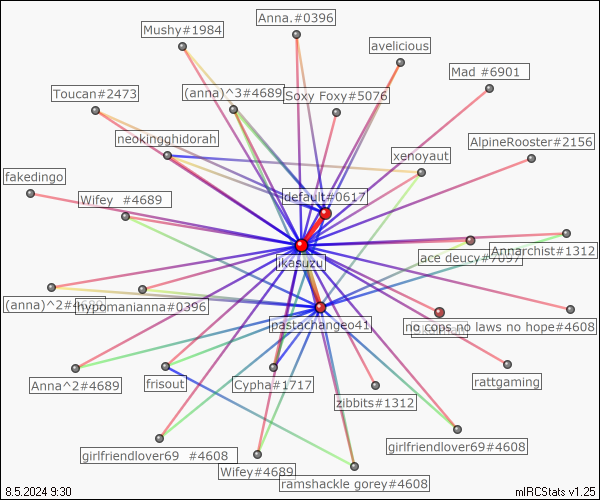 Anna.#0396
Mushy#1984
avelicious
Mad #6901
(anna)^3#4689
Soxy Foxy#5076
Toucan#2473
neokingghidorah
AlpineRooster#2156
xenoyaut
fakedingo
Wifey #4689
default#0617
Annarchist#1312
ace deucy#7097
ikasuzu
(anna)^2#4689
hypomanianna#0396
pastachangeo41
no cops no laws no hope#4608
Anna^2#4689
frisout
Cypha#1717
rattgaming
zibbits#1312
girlfriendlover69 #4608
girlfriendlover69#4608
Wifey#4689
ramshackle gorey#4608
8.5.2024 9:30
mIRCStats v1.25